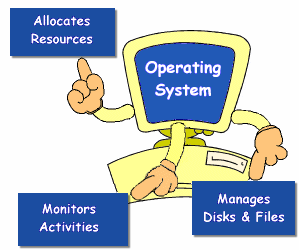 Allocates
Resources
Operating
System
Monitors
Activities
Manages
Disks & Files